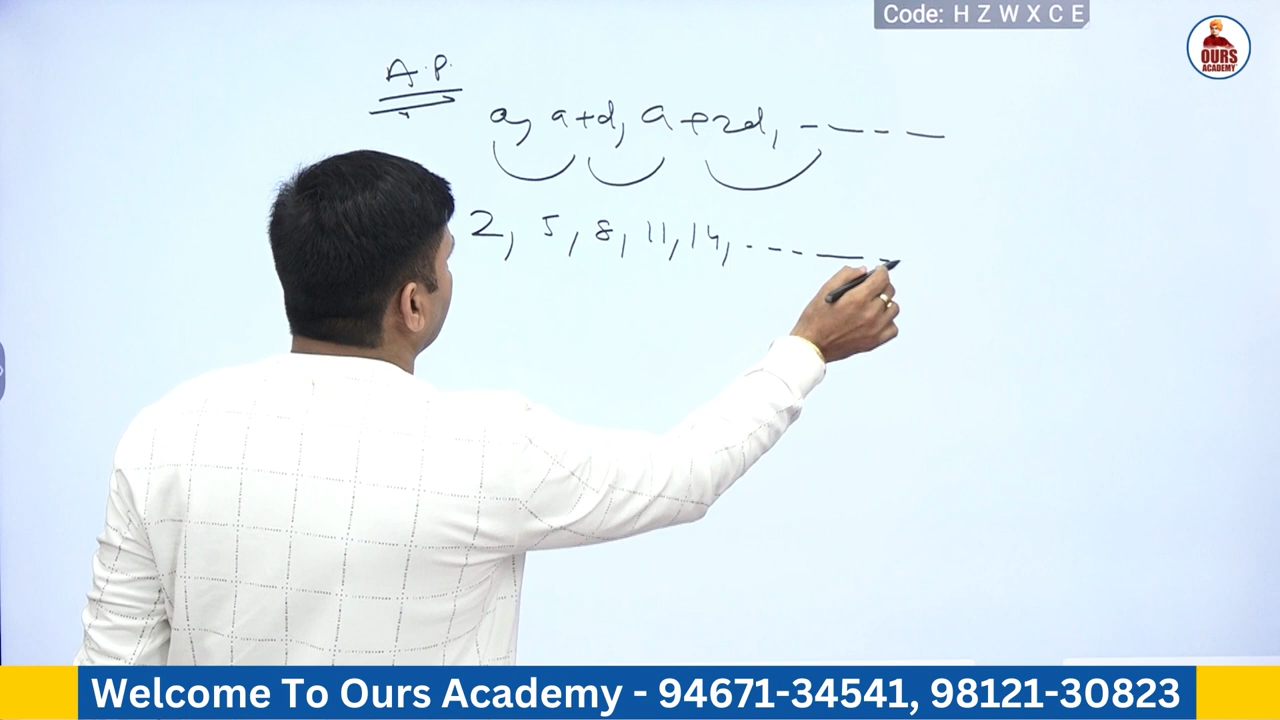 Code: H Z W X C E
OURS
ACADEMY
A.P.
a, a+d, a+2d, - - - - -
2, 5, 8, 11, 14, - - - - -
Welcome To Ours Academy - 94671-34541, 98121-30823